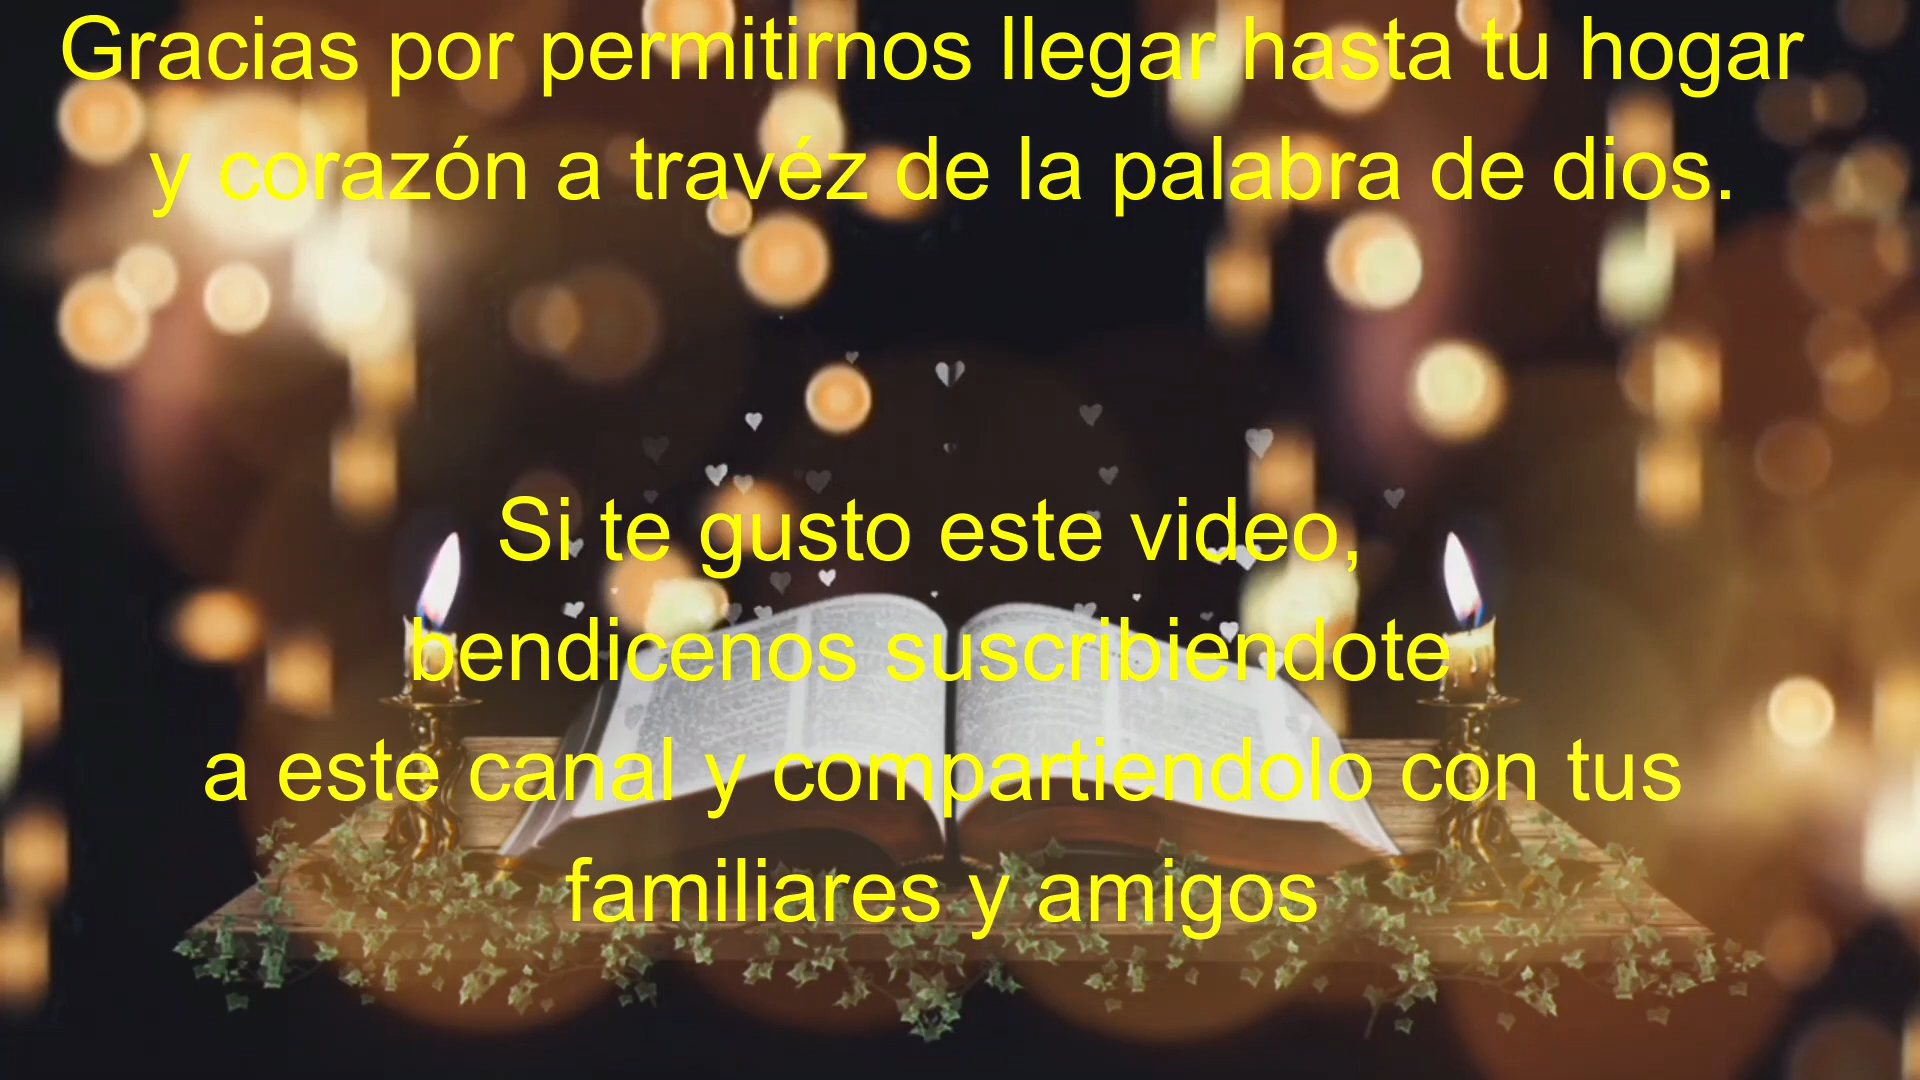 Gracias por permitirnos llegar hasta tu hogar
y corazón a travéz de la palabra de dios.
Si te gusto este video,
bendicenos suscribiendote
a este canal y compartiendolo con tus
familiares y amigos